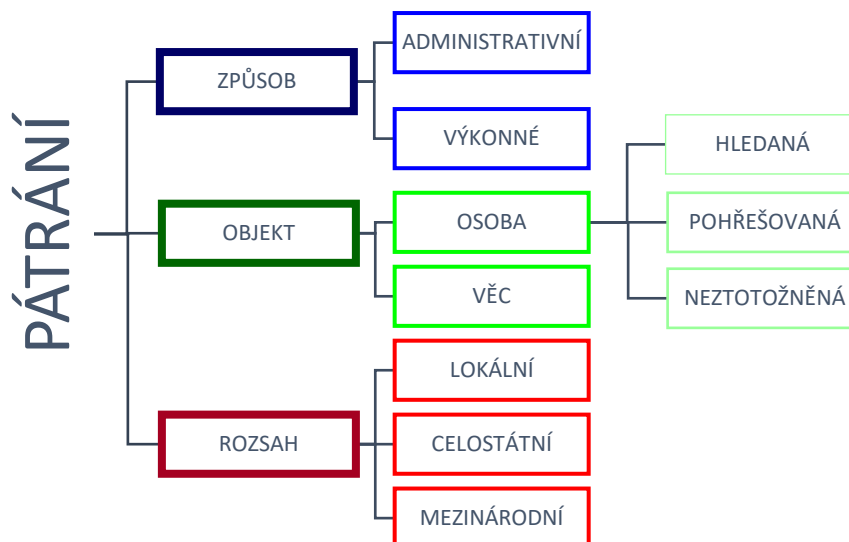 PÁTRÁNÍ
ZPŮSOB
ADMINISTRATIVNÍ
VÝKONNÉ
OBJEKT
OSOBA
HLEDANÁ
POHŘEŠOVANÁ
NEZTOTOŽNĚNÁ
VĚC
ROZSAH
LOKÁLNÍ
CELOSTÁTNÍ
MEZINÁRODNÍ